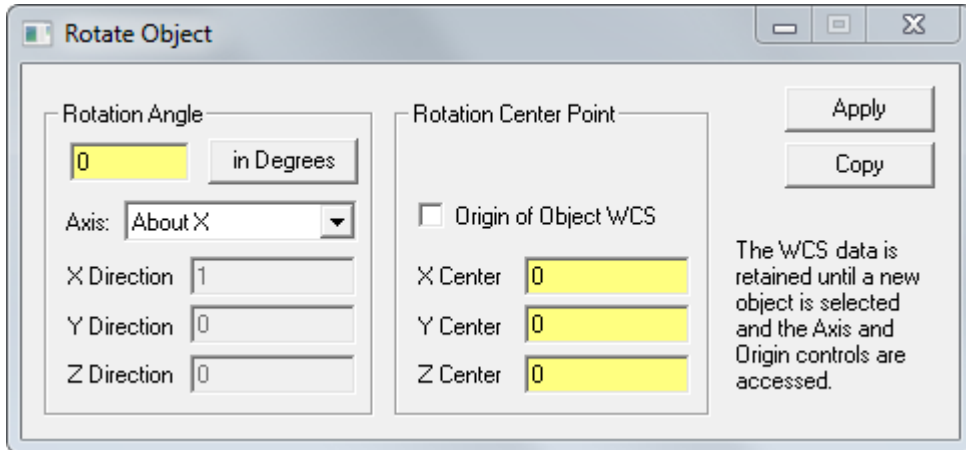 Rotate Object
Rotation Angle
0
in Degrees
Axis: About X
X Direction 1
Y Direction 0
Z Direction 0
Rotation Center Point
Origin of Object WCS
X Center 0
Y Center 0
Z Center 0
Apply
Copy
The WCS data is
retained until a new
object is selected
and the Axis and
Origin controls are
accessed.